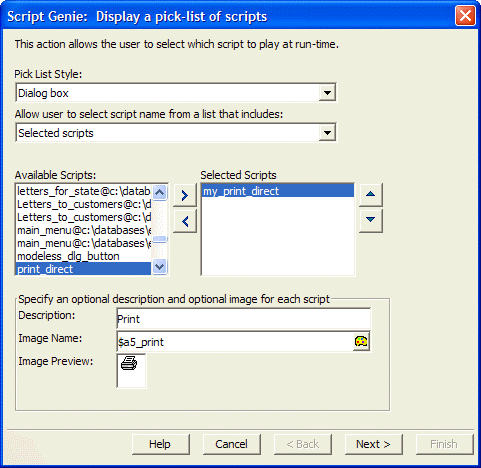 Script Genie:  Display a pick-list of scripts
This action allows the user to select which script to play at run-time.
Pick List Style:
Dialog box
Allow user to select script name from a list that includes:
Selected scripts
Available Scripts:
letters_for_state@c:\datab
Letters_to_customers@c:\d
Letters_to_customers@c:\d
main_menu@c:\databases\e
main_menu@c:\databases\e
modeless_dlg_button
print_direct
Selected Scripts
my_print_direct
Specify an optional description and optional image for each script
Description:
Print
Image Name:
$a5_print
Image Preview:
Help
Cancel
< Back
Next >
Finish